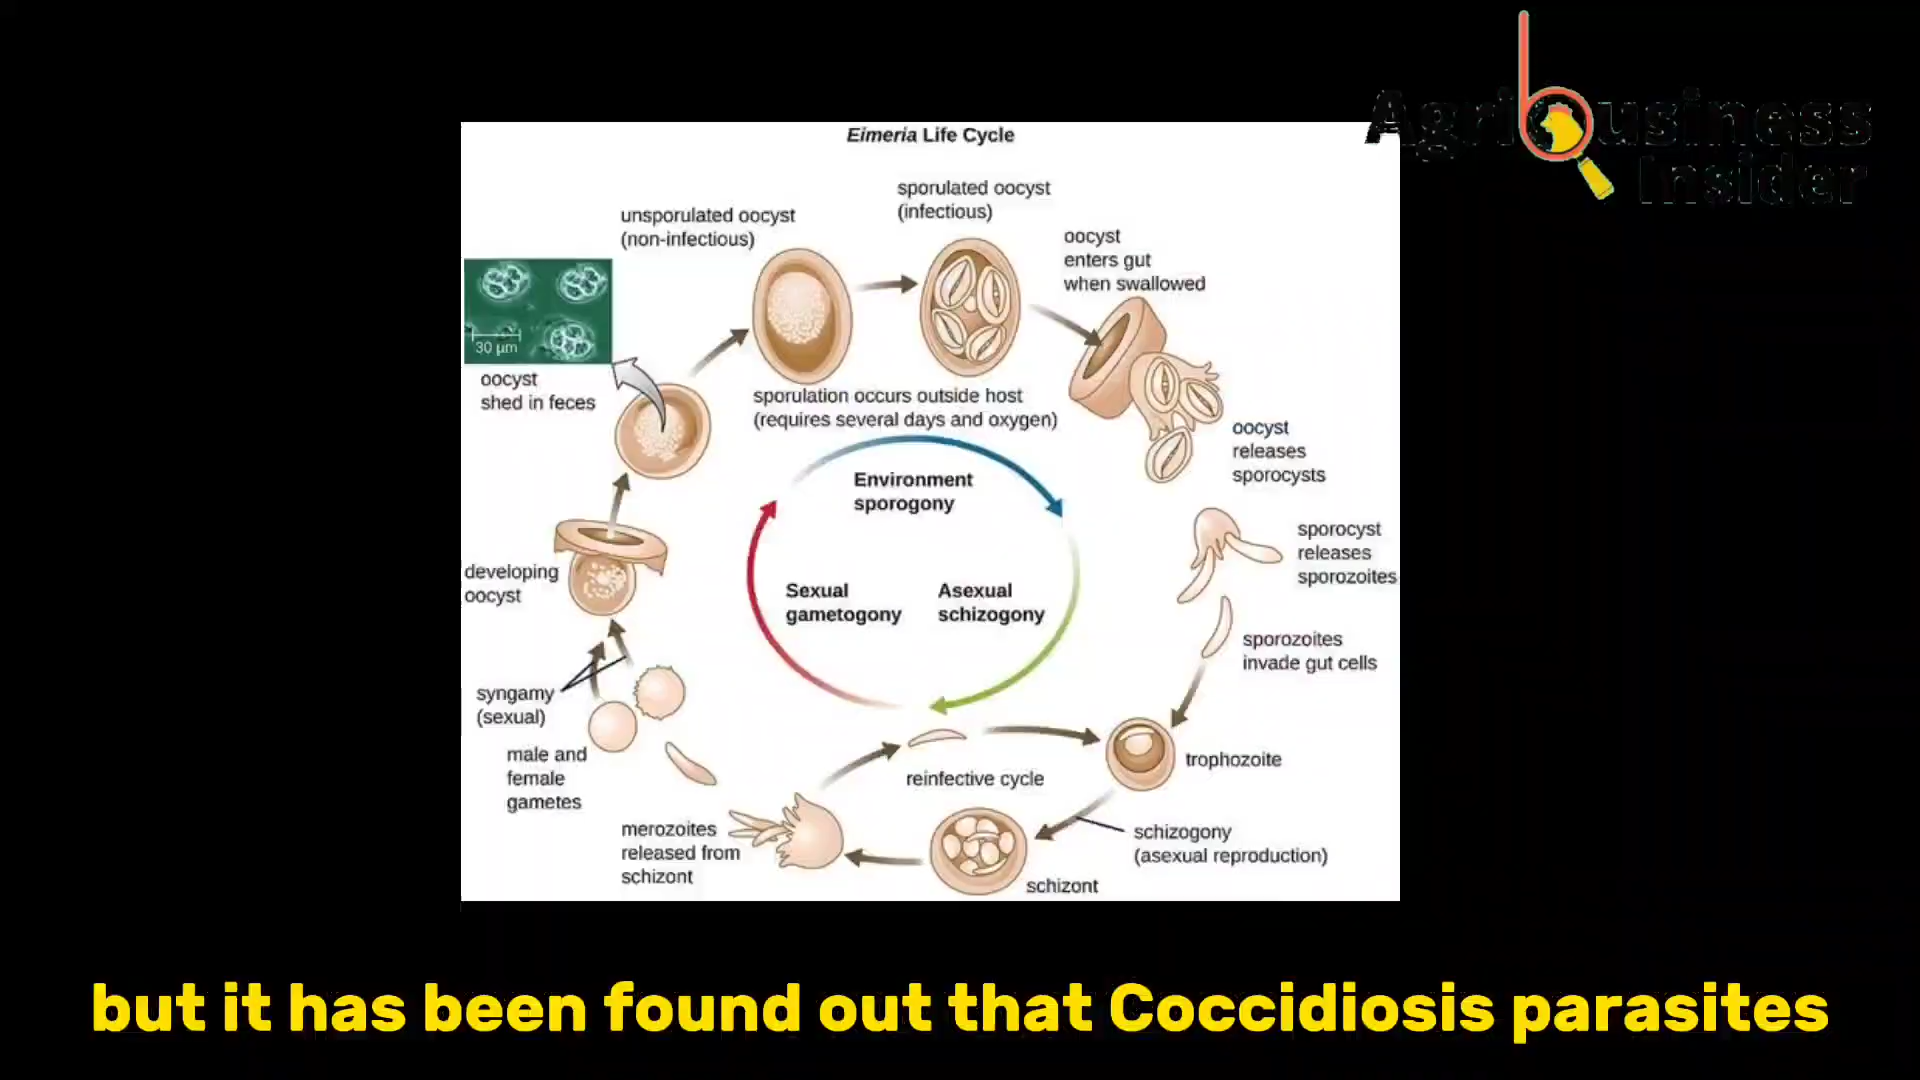 Agribusiness
Insider
Eimeria Life Cycle
sporulated oocyst
(infectious)
unsporulated oocyst
(non-infectious)
oocyst
enters gut
when swallowed
30 µm
oocyst
shed in feces
sporulation occurs outside host
(requires several days and oxygen)
oocyst
releases
sporocysts
Environment
sporogony
sporocyst
releases
sporozoites
developing
oocyst
Sexual
gametogony
Asexual
schizogony
sporozoites
invade gut cells
syngamy
(sexual)
male and
female
gametes
reinfective cycle
trophozoite
merozoites
released from
schizont
schizogony
(asexual reproduction)
schizont
but it has been found out that Coccidiosis parasites